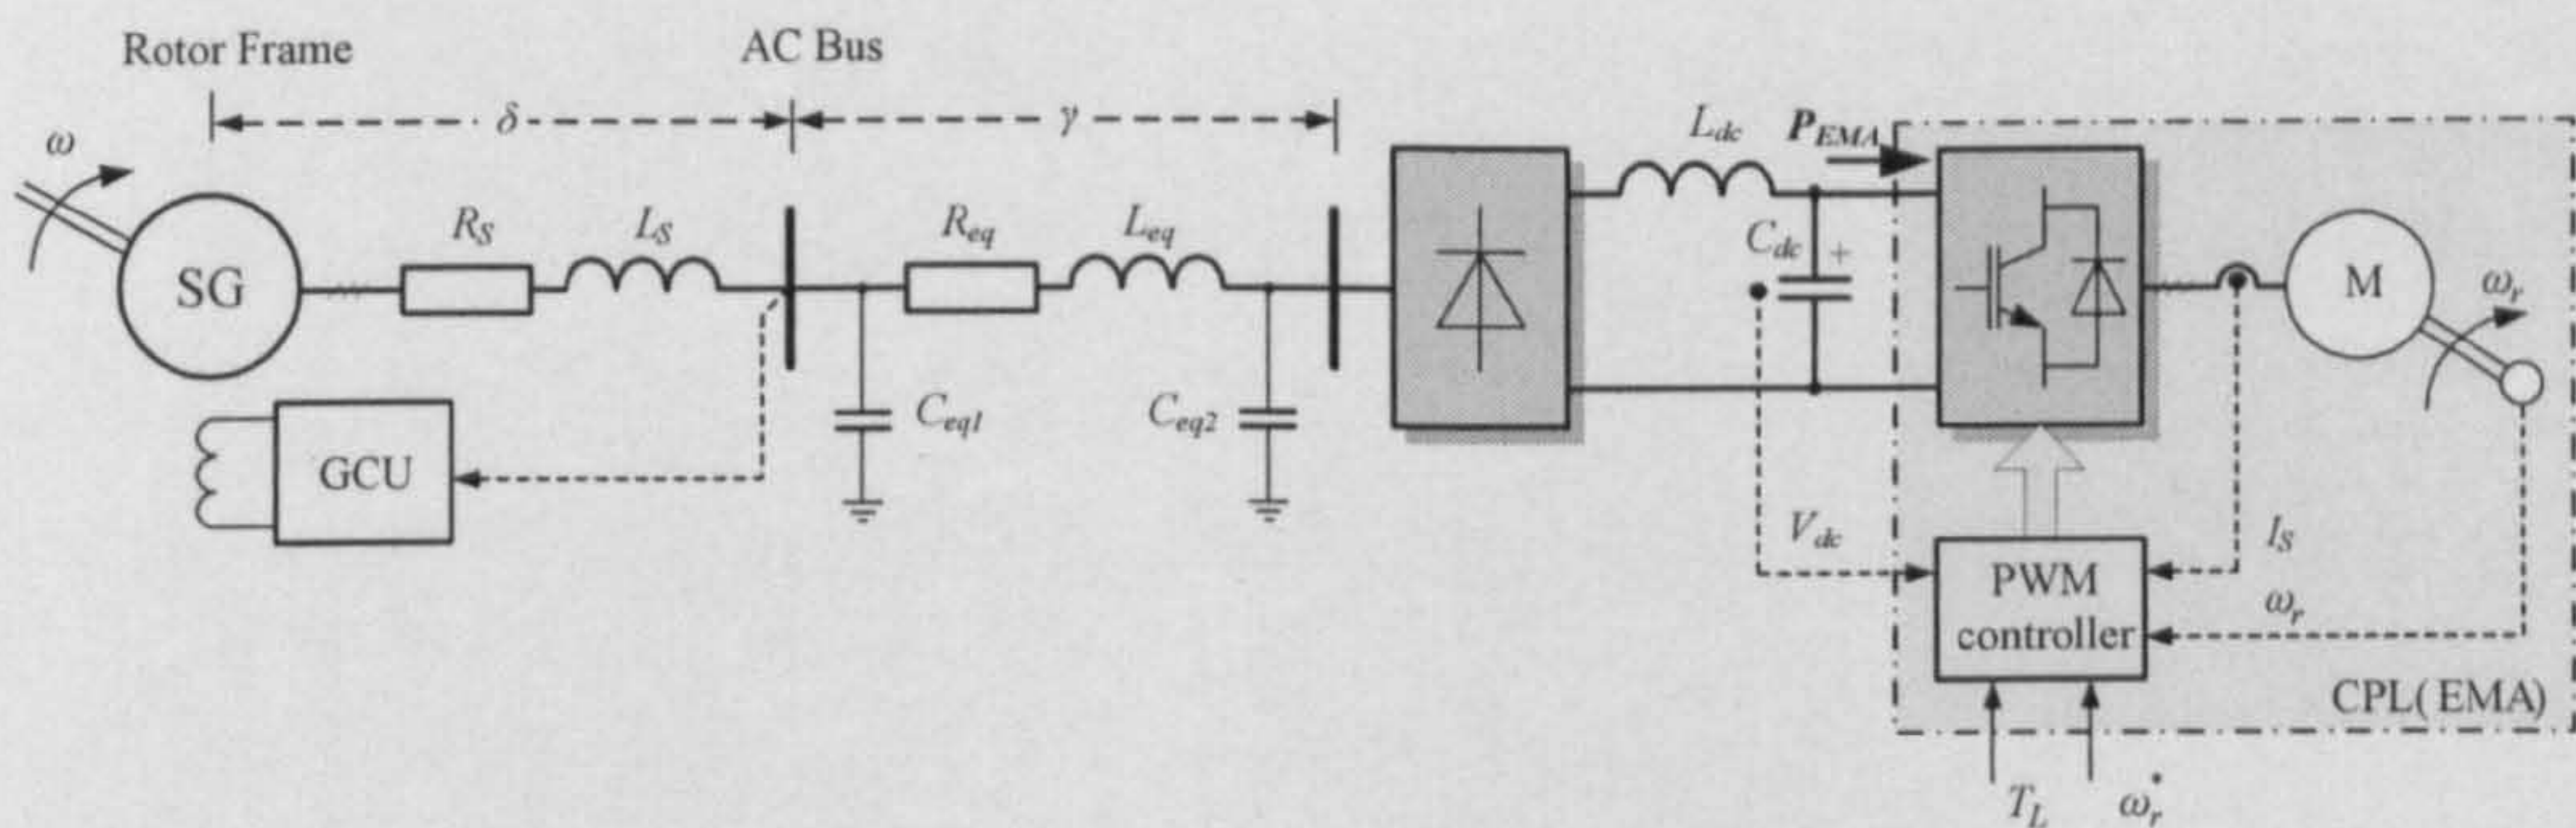 Rotor Frame
AC Bus
δ
γ
ω
SG
R_S
L_S
R_eq
L_eq
C_eq1
C_eq2
GCU
L_dc
P_EMA
C_dc
+
V_dc
M
ω_r
I_S
ω_r
PWM
controller
CPL(EMA)
T_L
ω_r^*